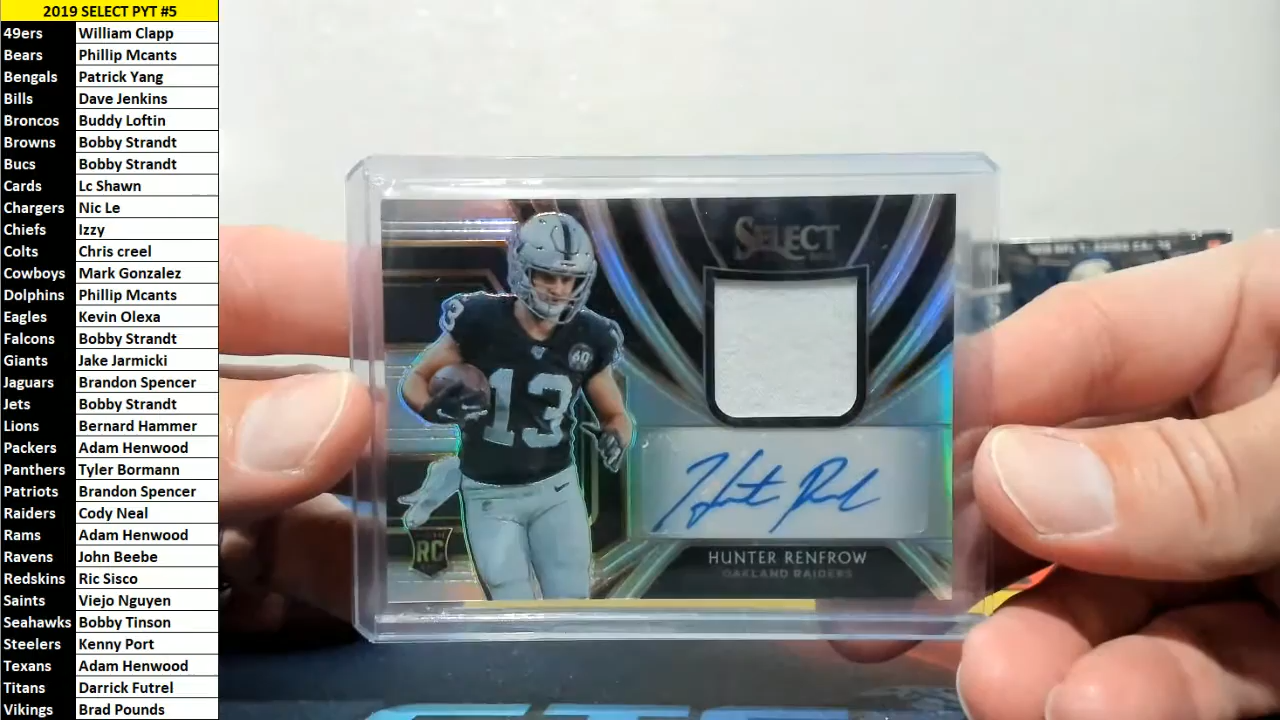 2019 SELECT PYT #5
49ers William Clapp
Bears Phillip Mcants
Bengals Patrick Yang
Bills Dave Jenkins
Broncos Buddy Loftin
Browns Bobby Strandt
Bucs Bobby Strandt
Cards Lc Shawn
Chargers Nic Le
Chiefs Izzy
Colts Chris creel
Cowboys Mark Gonzalez
Dolphins Phillip Mcants
Eagles Kevin Olexa
Falcons Bobby Strandt
Giants Jake Jarmicki
Jaguars Brandon Spencer
Jets Bobby Strandt
Lions Bernard Hammer
Packers Adam Henwood
Panthers Tyler Bormann
Patriots Brandon Spencer
Raiders Cody Neal
Rams Adam Henwood
Ravens John Beebe
Redskins Ric Sisco
Saints Viejo Nguyen
Seahawks Bobby Tinson
Steelers Kenny Port
Texans Adam Henwood
Titans Darrick Futrel
Vikings Brad Pounds
SELECT
13
13
60
RC
HUNTER RENFROW
OAKLAND RAIDERS